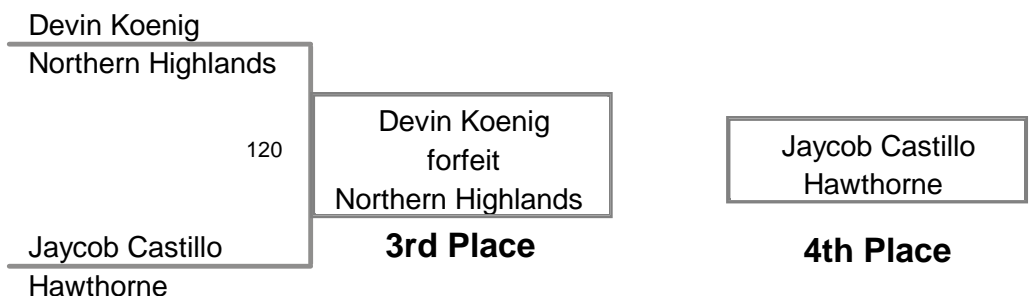 Devin Koenig
Northern Highlands
120
Jaycob Castillo
Hawthorne
Devin Koenig
forfeit
Northern Highlands
3rd Place
Jaycob Castillo
Hawthorne
4th Place